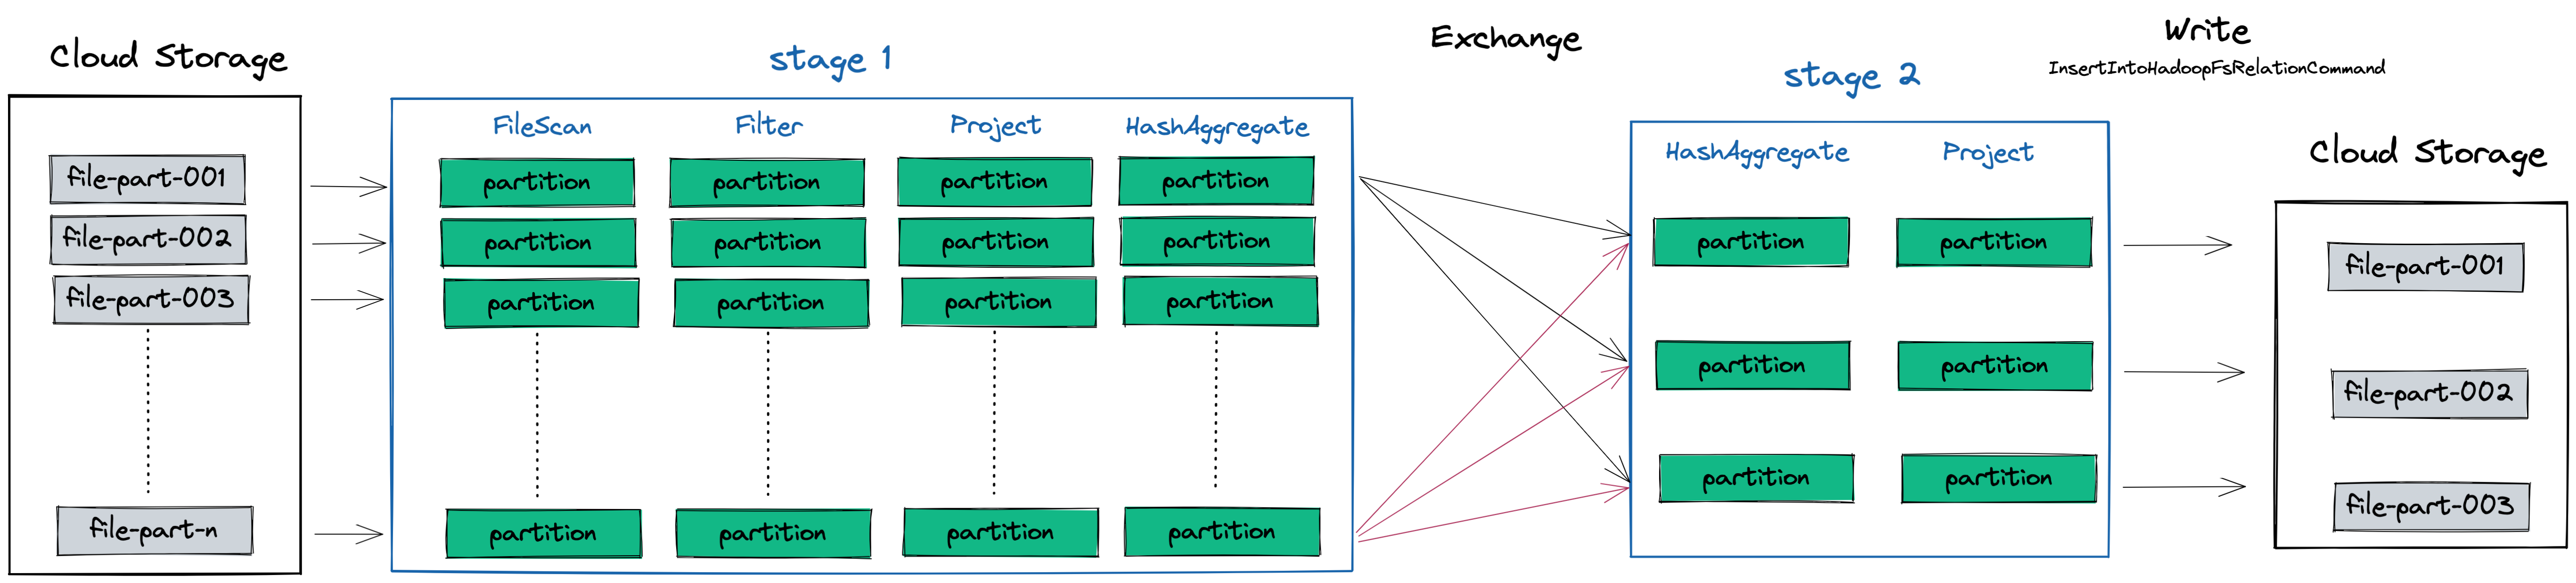 Cloud Storage
file-part-001
file-part-002
file-part-003
file-part-n
stage 1
FileScan Filter Project HashAggregate
partition partition partition partition
partition partition partition partition
partition partition partition partition
partition partition partition partition
Exchange
stage 2
HashAggregate Project
partition partition
partition partition
partition partition
Write
InsertIntoHadoopFsRelationCommand
Cloud Storage
file-part-001
file-part-002
file-part-003